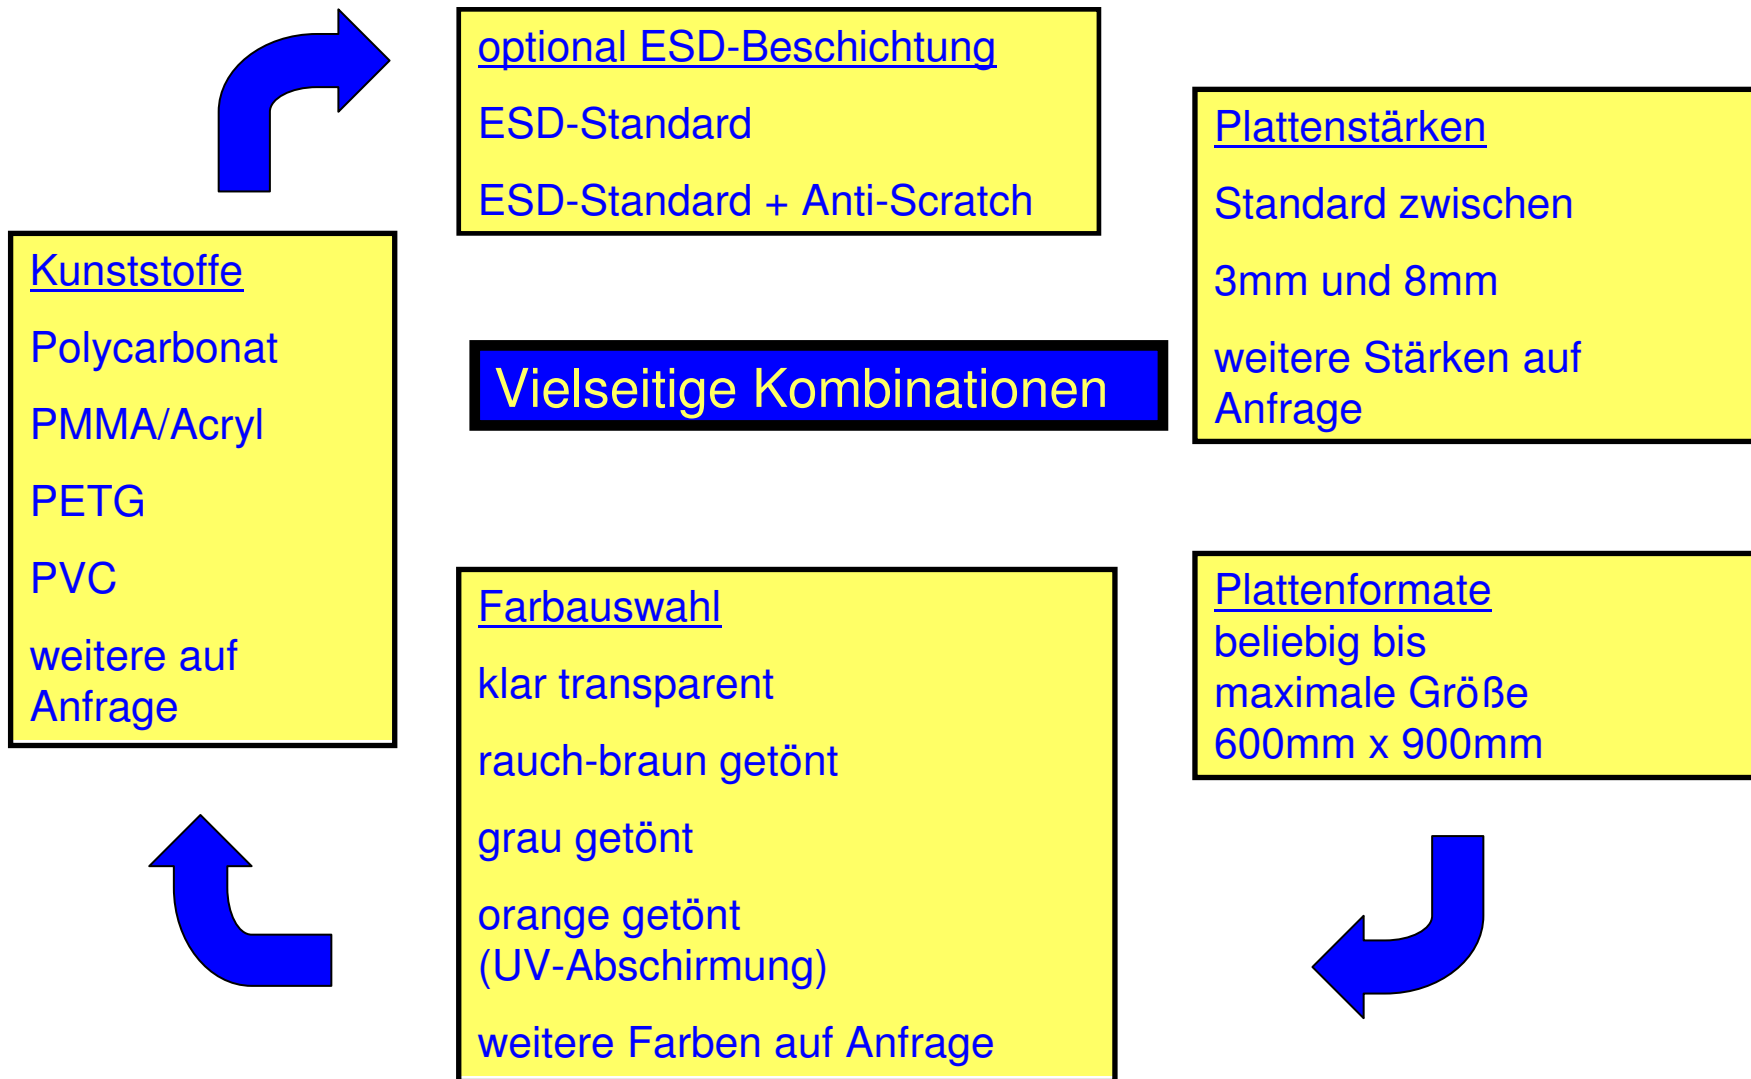 optional ESD-Beschichtung
ESD-Standard
ESD-Standard + Anti-Scratch
Plattenstärken
Standard zwischen
3mm und 8mm
weitere Stärken auf
Anfrage
Kunststoffe
Polycarbonat
PMMA/Acryl
PETG
PVC
weitere auf
Anfrage
Vielseitige Kombinationen
Farbauswahl
klar transparent
rauch-braun getönt
grau getönt
orange getönt
(UV-Abschirmung)
weitere Farben auf Anfrage
Plattenformate
beliebig bis
maximale Größe
600mm x 900mm